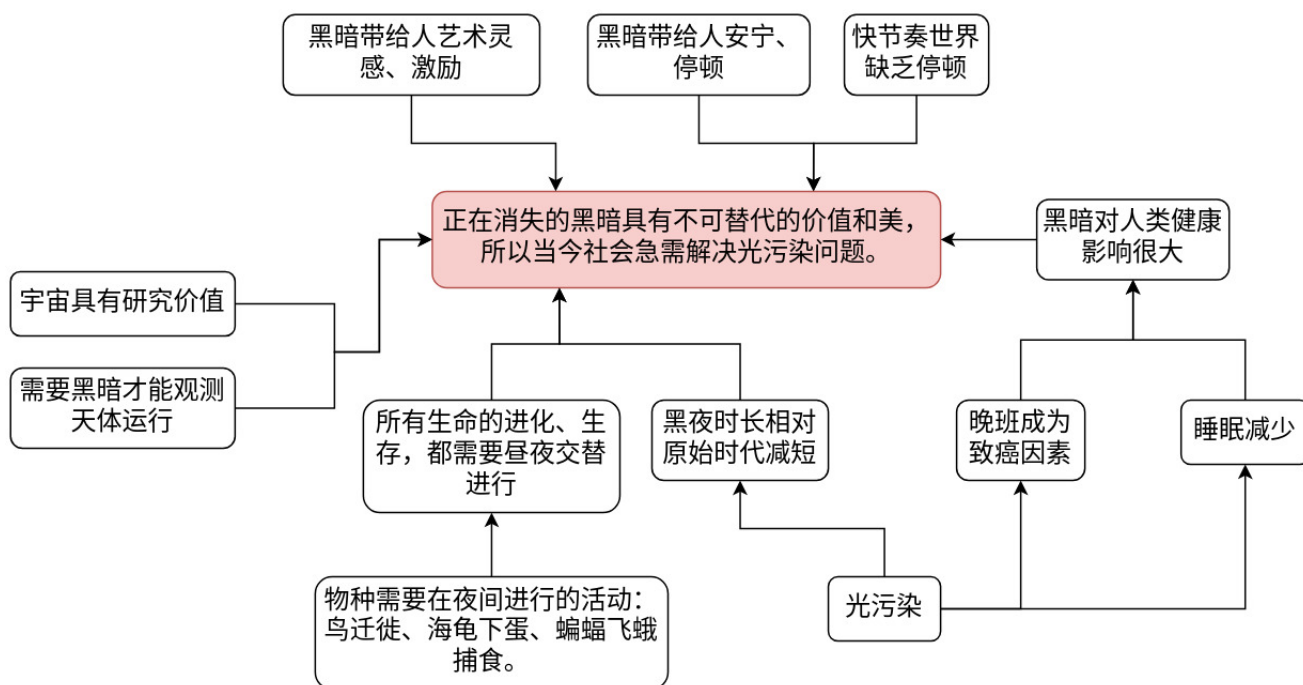 黑暗带给人艺术灵
感、激励
黑暗带给人安宁、
停顿
快节奏世界
缺乏停顿
正在消失的黑暗具有不可替代的价值和美，
所以当今社会急需解决光污染问题。
黑暗对人类健康
影响很大
宇宙具有研究价值
需要黑暗才能观测
天体运行
所有生命的进化、生
存，都需要昼夜交替
进行
黑夜时长相对
原始时代减短
晚班成为
致癌因素
睡眠减少
物种需要在夜间进行的活动：
鸟迁徙、海龟下蛋、蝙蝠飞蛾
捕食。
光污染